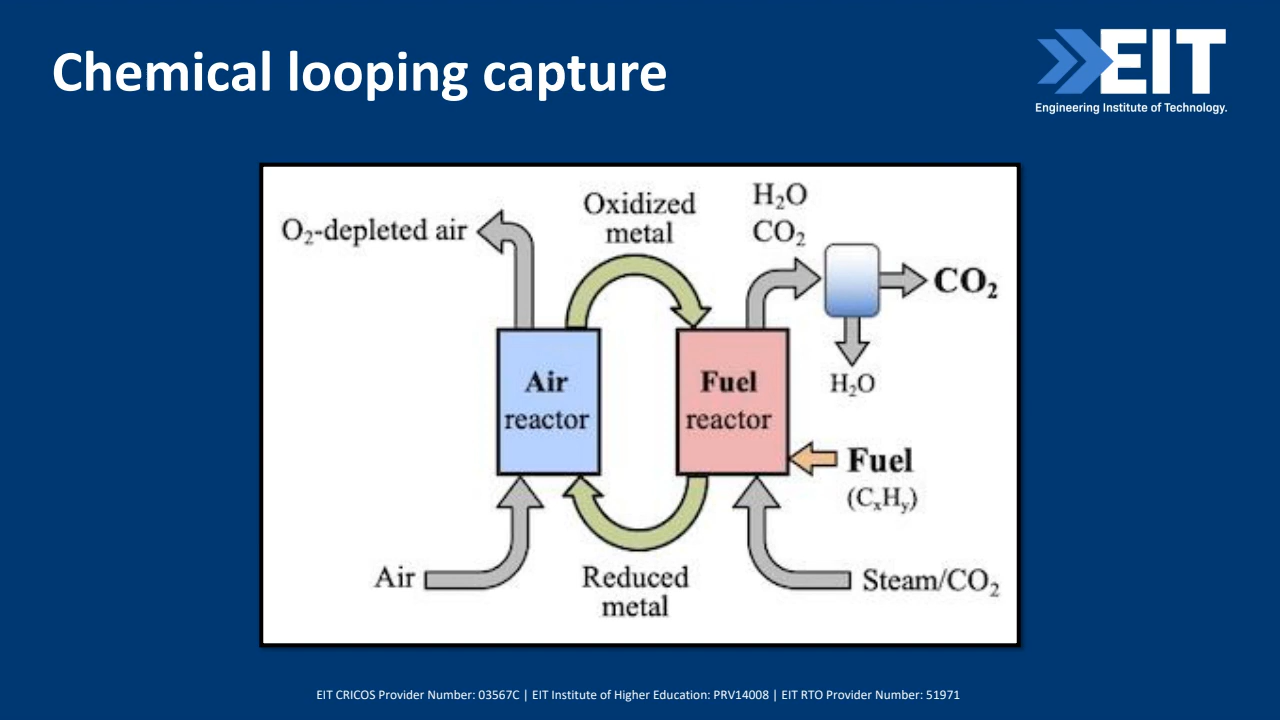 Chemical looping capture
EIT
Engineering Institute of Technology.
O₂-depleted air
Oxidized
metal
H₂O
CO₂
CO₂
H₂O
Air
reactor
Fuel
reactor
Fuel
(CₓHᵧ)
Air
Reduced
metal
Steam/CO₂
EIT CRICOS Provider Number: 03567C | EIT Institute of Higher Education: PRV14008 | EIT RTO Provider Number: 51971